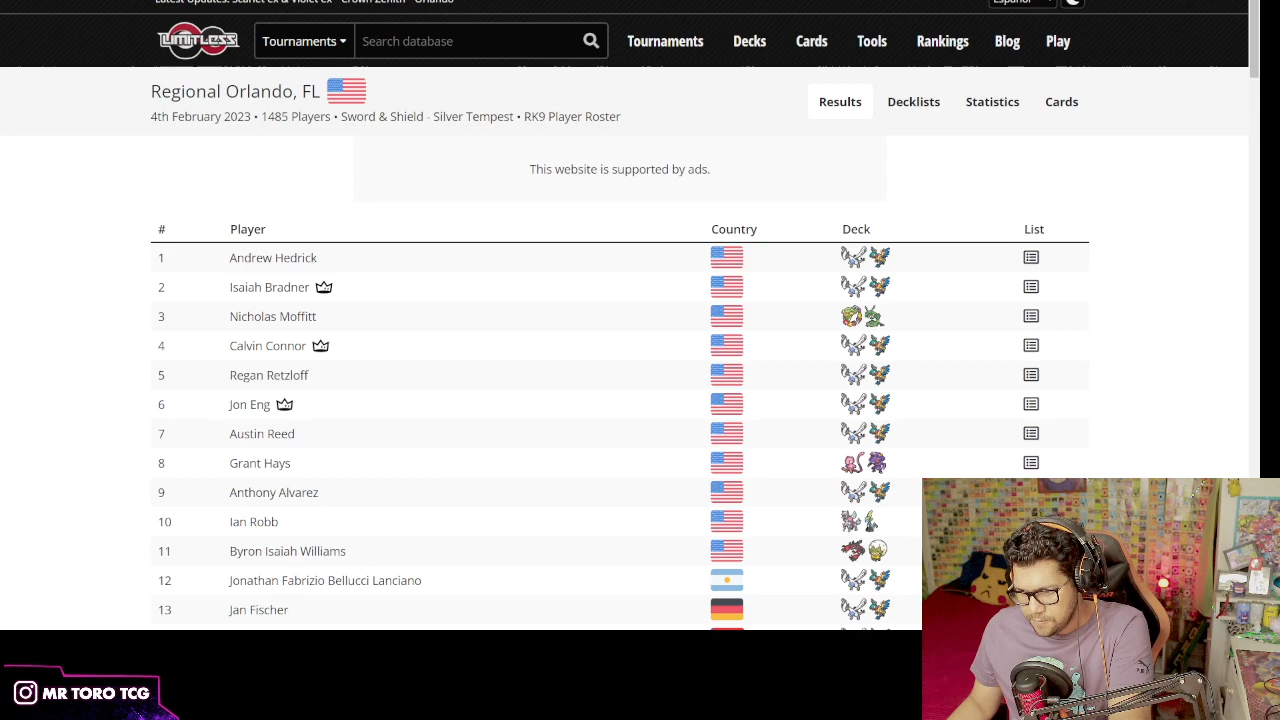 Latest Updates: Scarlet ex & Violet ex - Crown Zenith - Orlando
Español
LIMITLESS
Tournaments
Search database
Tournaments
Decks
Cards
Tools
Rankings
Blog
Play
Regional Orlando, FL
4th February 2023 • 1485 Players • Sword & Shield - Silver Tempest • RK9 Player Roster
Results
Decklists
Statistics
Cards
This website is supported by ads.
# Player Country Deck List
1 Andrew Hedrick
2 Isaiah Bradner
3 Nicholas Moffitt
4 Calvin Connor
5 Regan Retzloff
6 Jon Eng
7 Austin Reed
8 Grant Hays
9 Anthony Alvarez
10 Ian Robb
11 Byron Isaiah Williams
12 Jonathan Fabrizio Bellucci Lanciano
13 Jan Fischer
MR TORO TCG